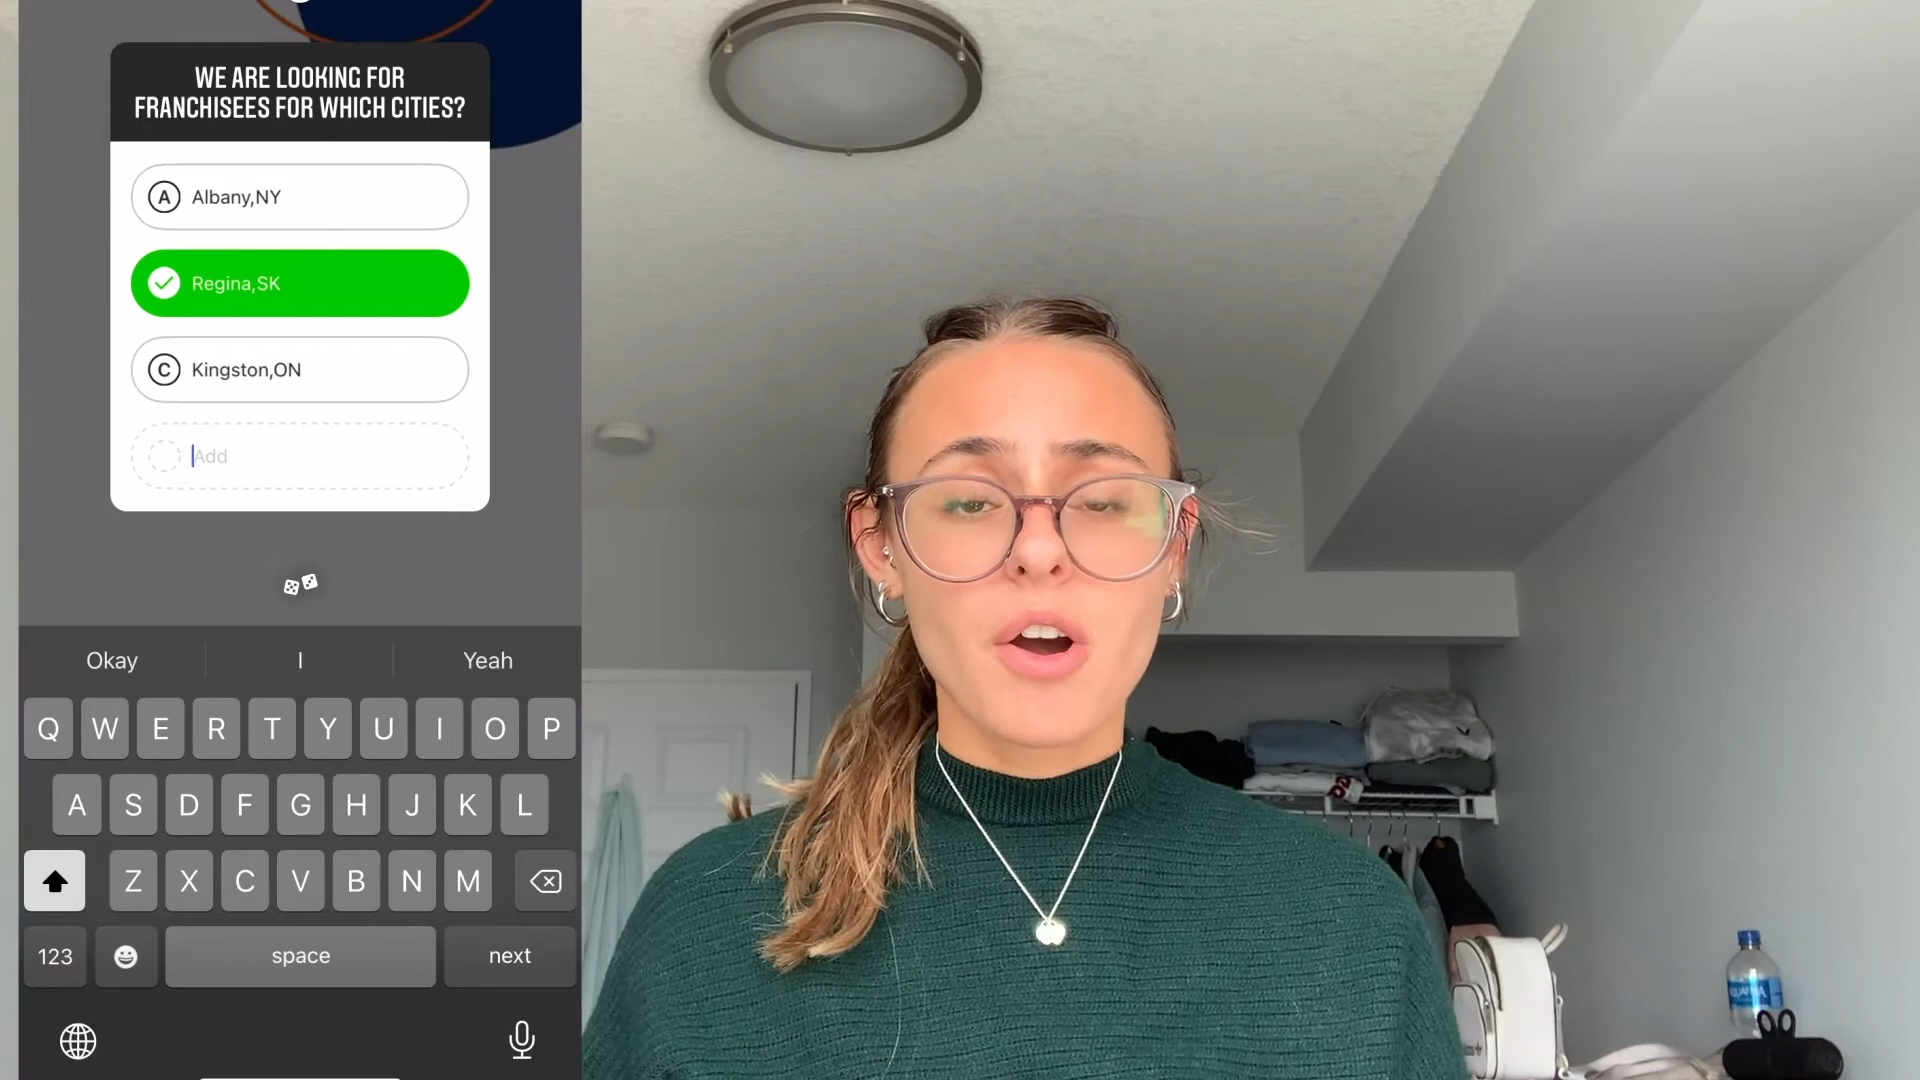 WE ARE LOOKING FOR
FRANCHISEES FOR WHICH CITIES?
A Albany,NY
Regina,SK
C Kingston,ON
Add
Okay I Yeah
Q W E R T Y U I O P
A S D F G H J K L
Z X C V B N M
123 space next
AQUAFINA